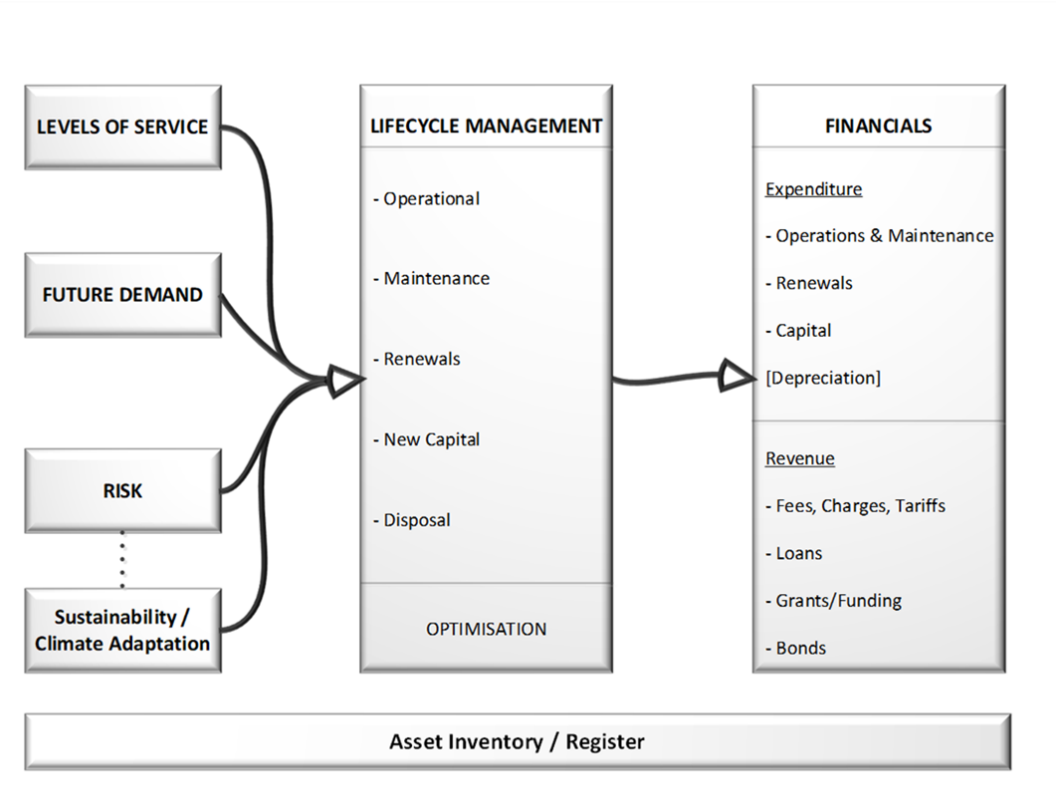 LEVELS OF SERVICE
FUTURE DEMAND
RISK
Sustainability /
Climate Adaptation
LIFECYCLE MANAGEMENT
- Operational
- Maintenance
- Renewals
- New Capital
- Disposal
OPTIMISATION
FINANCIALS
Expenditure
- Operations & Maintenance
- Renewals
- Capital
[Depreciation]
Revenue
- Fees, Charges, Tariffs
- Loans
- Grants/Funding
- Bonds
Asset Inventory / Register